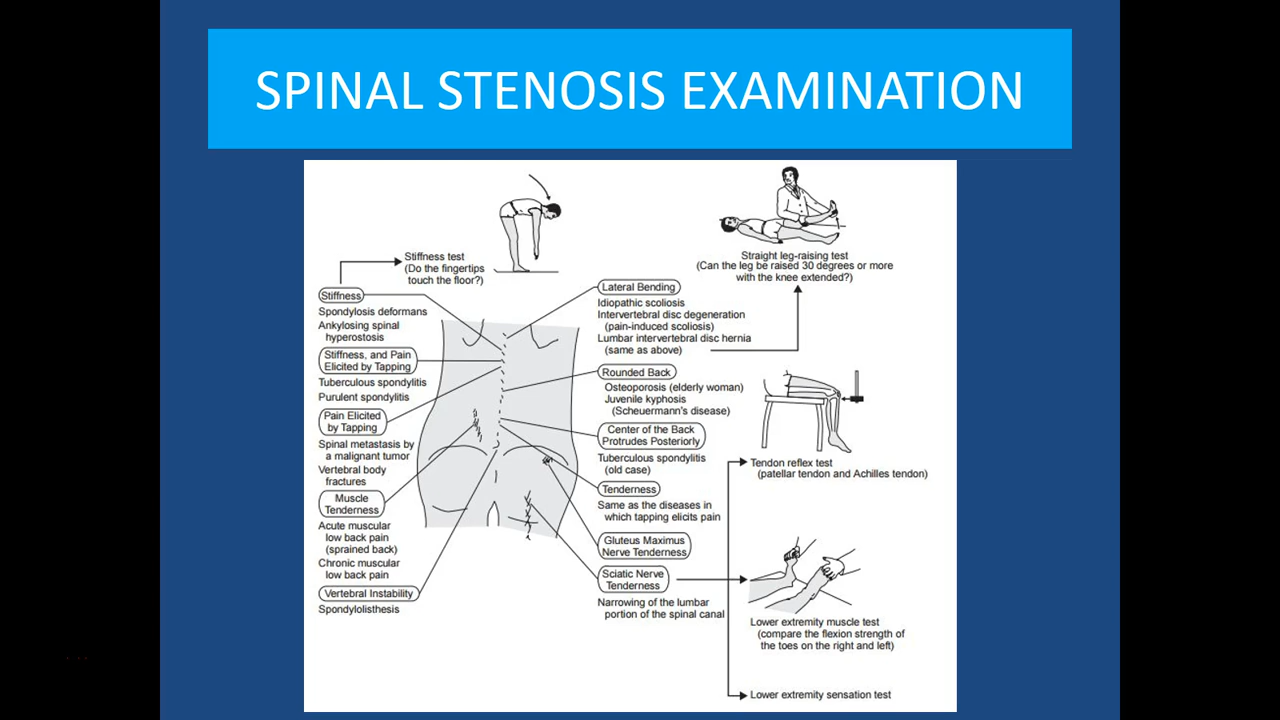 SPINAL STENOSIS EXAMINATION
Stiffness test
(Do the fingertips
touch the floor?)
Stiffness
Spondylosis deformans
Ankylosing spinal
hyperostosis
Stiffness, and Pain
Elicited by Tapping
Tuberculous spondylitis
Purulent spondylitis
Pain Elicited
by Tapping
Spinal metastasis by
a malignant tumor
Vertebral body
fractures
Muscle
Tenderness
Acute muscular
low back pain
(sprained back)
Chronic muscular
low back pain
Vertebral Instability
Spondylolisthesis
Lateral Bending
Idiopathic scoliosis
Intervertebral disc degeneration
(pain-induced scoliosis)
Lumbar intervertebral disc hernia
(same as above)
Rounded Back
Osteoporosis (elderly woman)
Juvenile kyphosis
(Scheuermann's disease)
Center of the Back
Protrudes Posteriorly
Tuberculous spondylitis
(old case)
Tenderness
Same as the diseases in
which tapping elicits pain
Gluteus Maximus
Nerve Tenderness
Sciatic Nerve
Tenderness
Narrowing of the lumbar
portion of the spinal canal
Straight leg-raising test
(Can the leg be raised 30 degrees or more
with the knee extended?)
Tendon reflex test
(patellar tendon and Achilles tendon)
Lower extremity muscle test
(compare the flexion strength of
the toes on the right and left)
Lower extremity sensation test